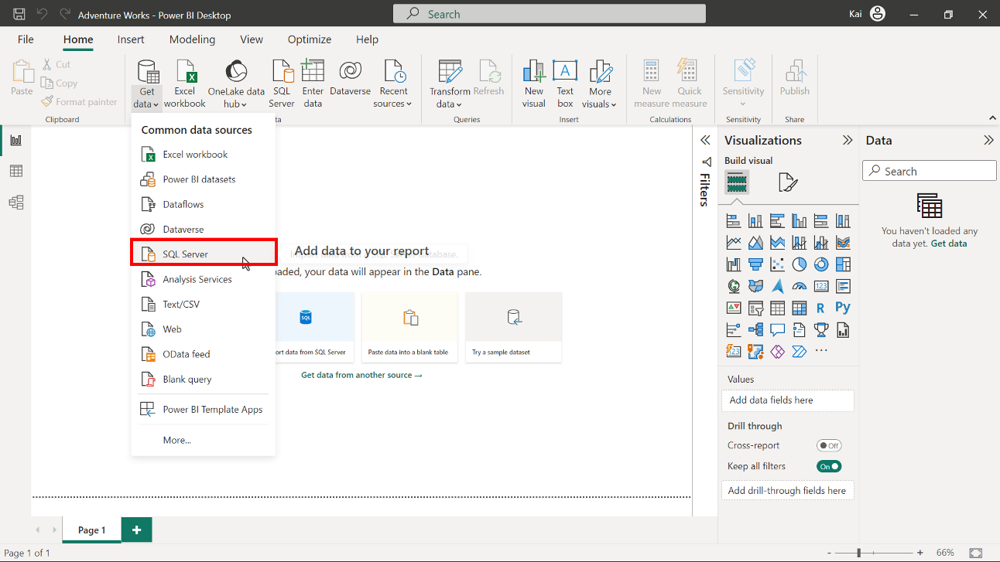 Adventure Works - Power BI Desktop
Search
Kai
File
Home
Insert
Modeling
View
Optimize
Help
Paste
Cut
Copy
Format painter
Clipboard
Get
data
Excel
workbook
OneLake data
hub
SQL
Server
Enter
data
Dataverse
Recent
sources
Transform
data
Refresh
Queries
New
visual
Text
box
More
visuals
Insert
New
measure
Quick
measure
Calculations
Sensitivity
Sensitivity
Publish
Share
Common data sources
Excel workbook
Power BI datasets
Dataflows
Dataverse
SQL Server
Analysis Services
Text/CSV
Web
OData feed
Blank query
Power BI Template Apps
More...
Add data to your report
database.
oaded, your data will appear in the Data pane.
SQL
ort data from SQL Server
Paste data into a blank table
Try a sample dataset
Get data from another source →
Filters
Visualizations
Build visual
123
R
Py
123
Values
Add data fields here
Drill through
Cross-report
Off
Keep all filters
On
Add drill-through fields here
Data
Search
You haven't loaded any
data yet. Get data
Page 1
Page 1 of 1
- +
66%